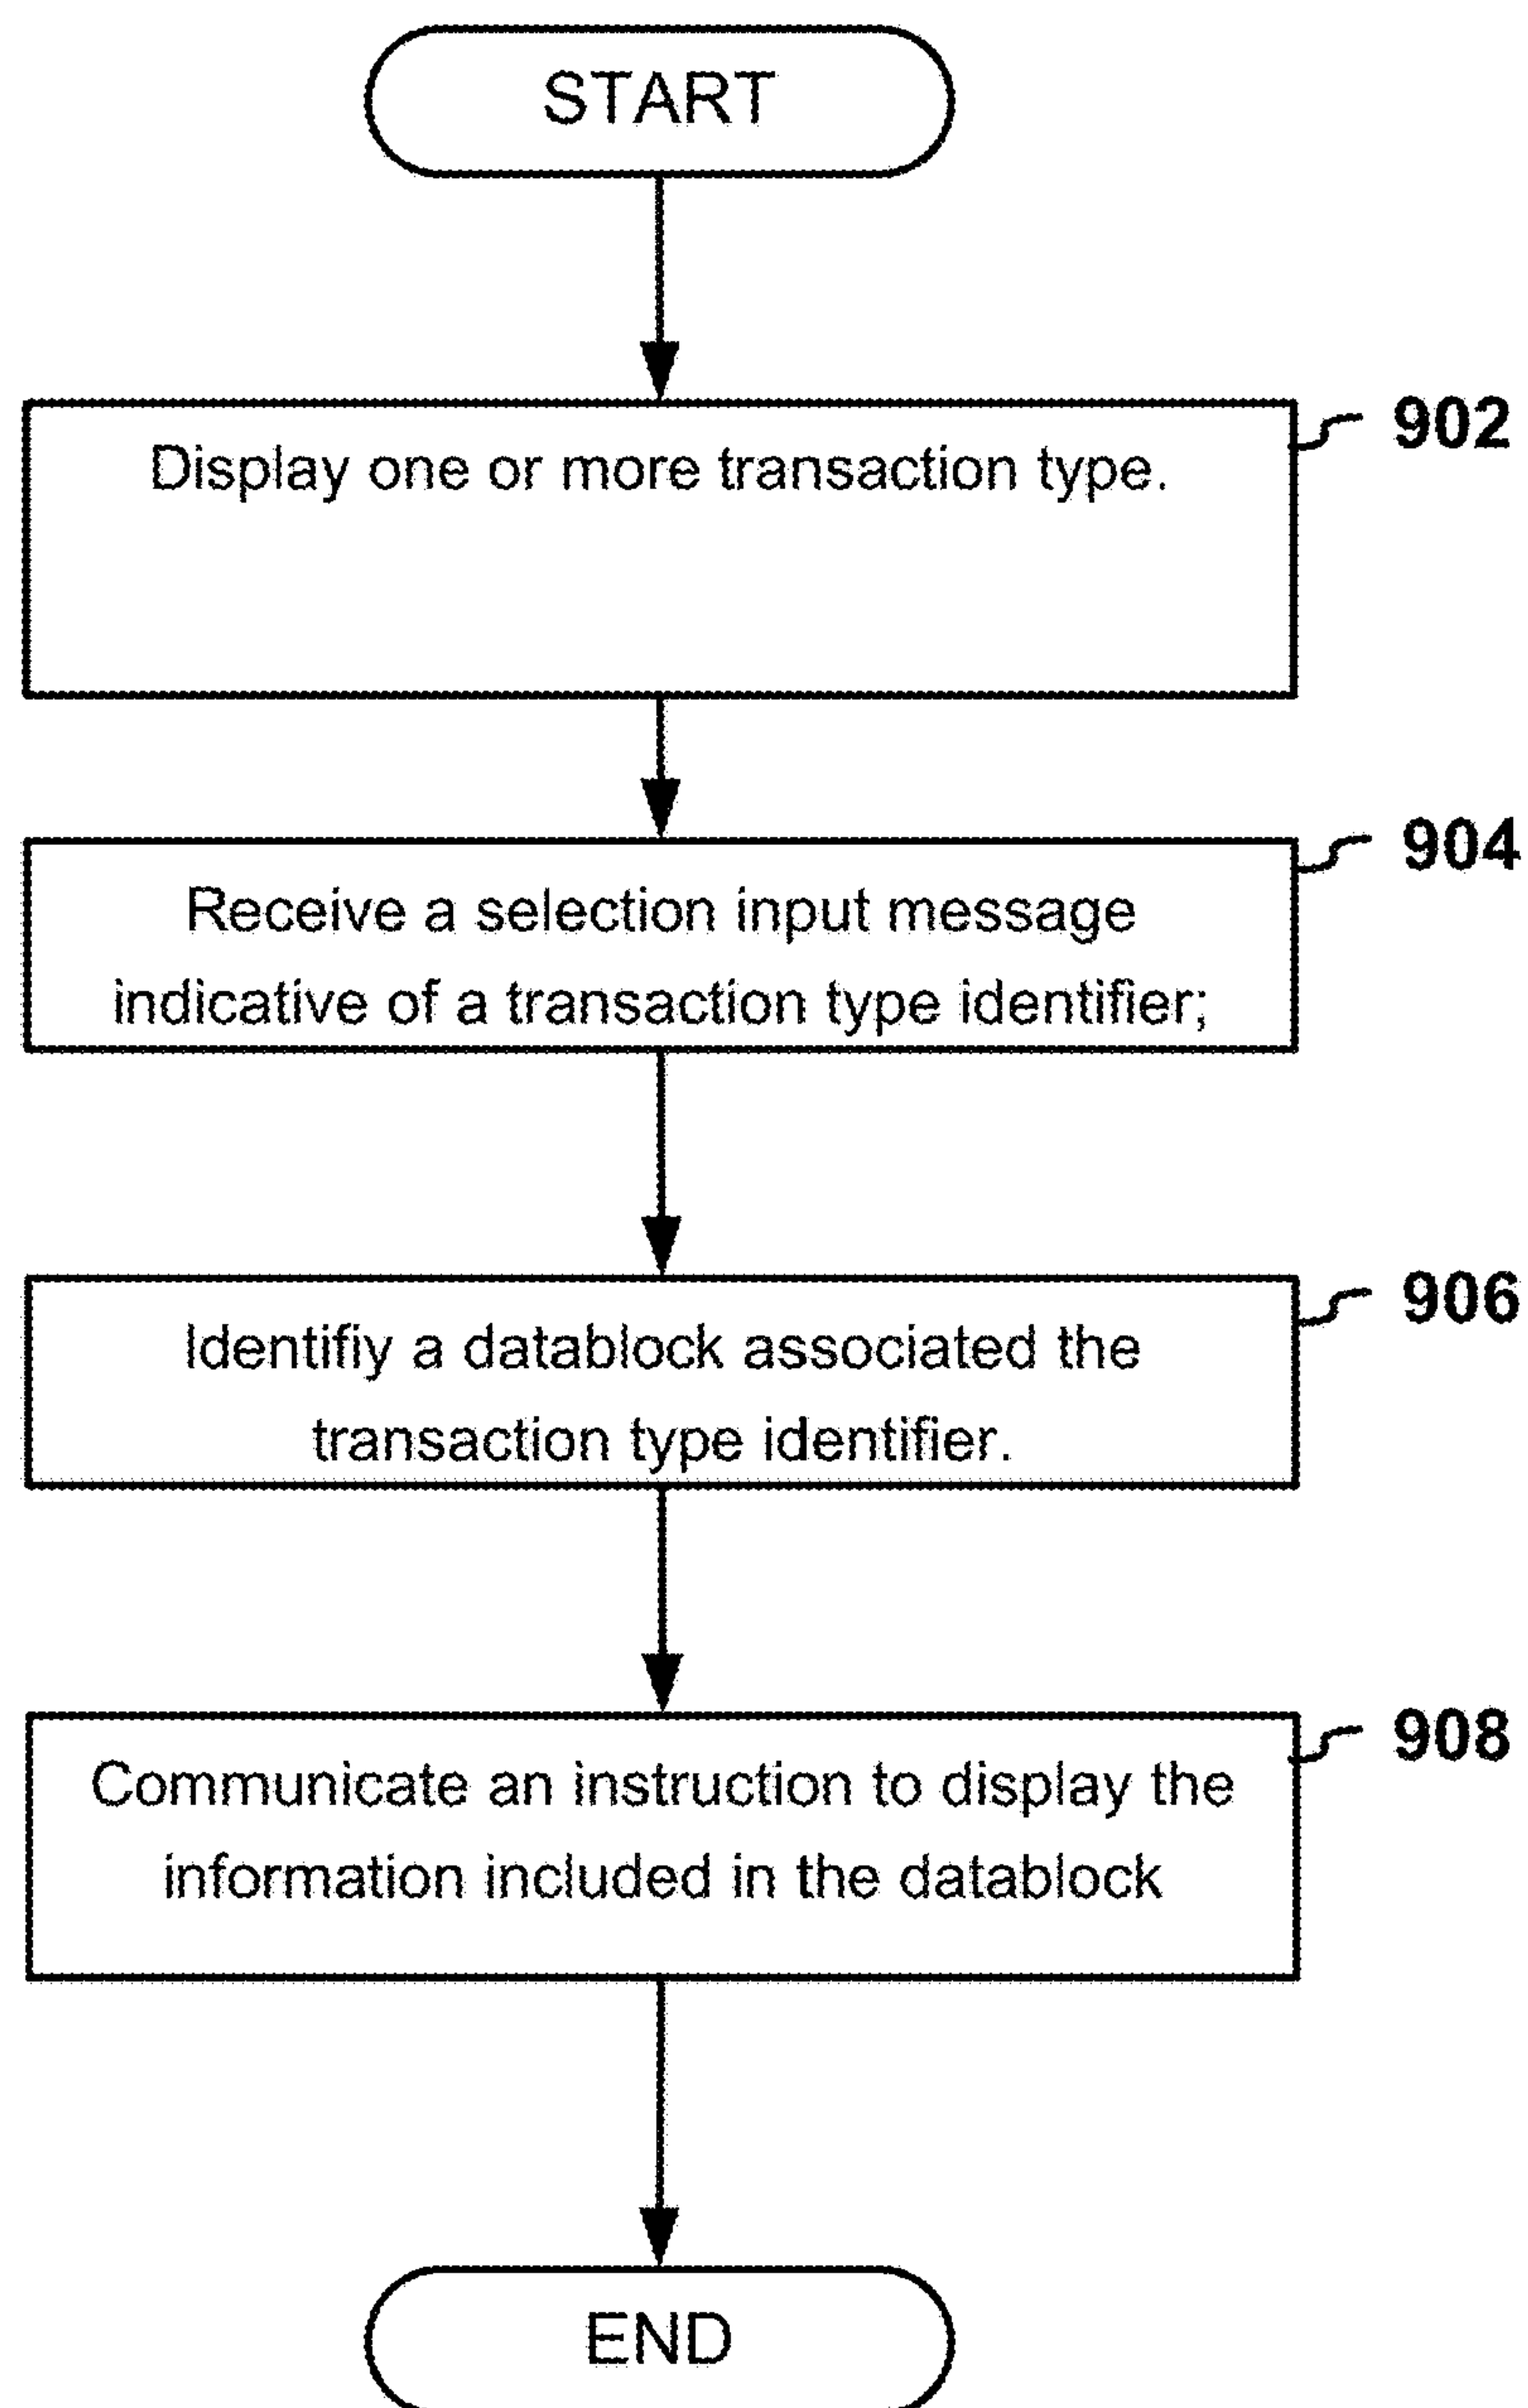 START
902
Display one or more transaction type.
904
Receive a selection input message
indicative of a transaction type identifier;
906
Identifiy a datablock associated the
transaction type identifier.
908
Communicate an instruction to display the
information included in the datablock
END